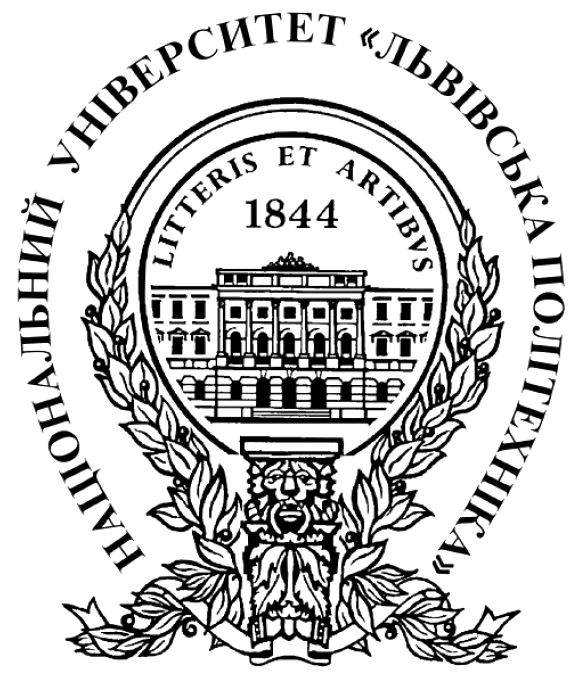 НАЦІОНАЛЬНИЙ УНІВЕРСИТЕТ «ЛЬВІВСЬКА ПОЛІТЕХНІКА»
LITTERIS ET ARTIBVS
1844